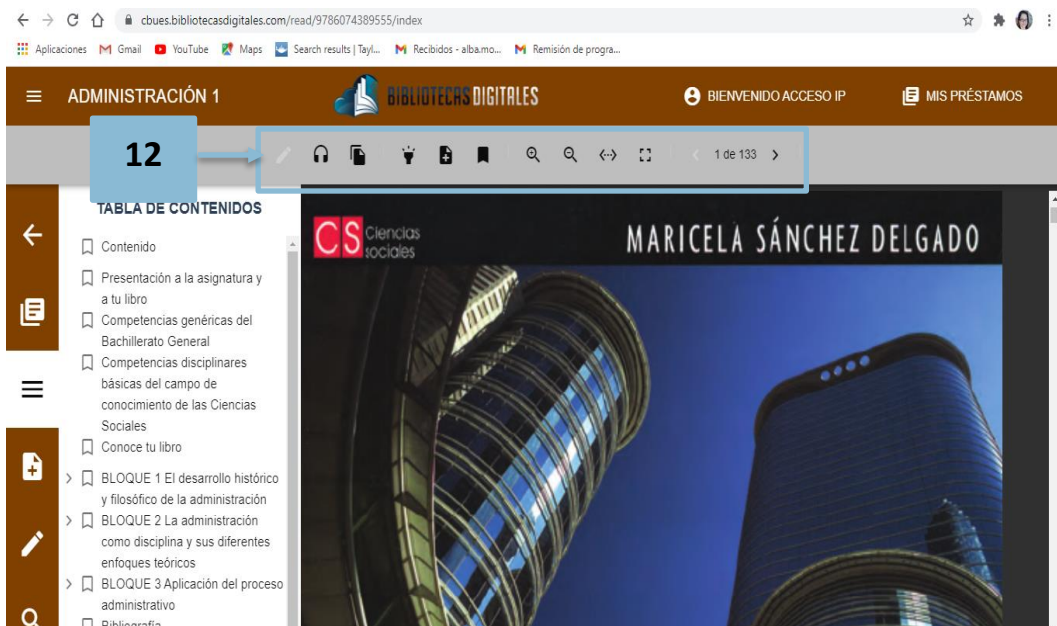 cbues.bibliotecasdigitales.com/read/9786074389555/index
Aplicaciones Gmail YouTube Maps Search results | Tayl... Recibidos - alba.mo... Remisión de progra...
ADMINISTRACIÓN 1 BIBLIOTECAS DIGITALES BIENVENIDO ACCESO IP MIS PRÉSTAMOS
12 1 de 133
TABLA DE CONTENIDOS
Contenido
Presentación a la asignatura y
a tu libro
Competencias genéricas del
Bachillerato General
Competencias disciplinares
básicas del campo de
conocimiento de las Ciencias
Sociales
Conoce tu libro
BLOQUE 1 El desarrollo histórico
y filosófico de la administración
BLOQUE 2 La administración
como disciplina y sus diferentes
enfoques teóricos
BLOQUE 3 Aplicación del proceso
administrativo
Bibliografía
CS Ciencias
sociales
MARICELA SÁNCHEZ DELGADO